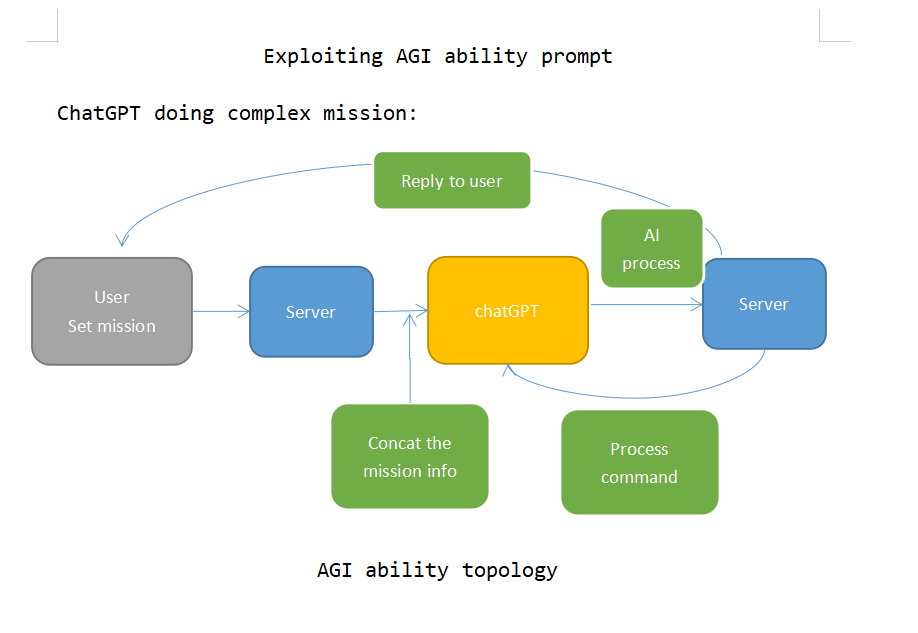 Exploiting AGI ability prompt
ChatGPT doing complex mission:
Reply to user
AI
process
User
Set mission
Server
chatGPT
Server
Concat the
mission info
Process
command
AGI ability topology